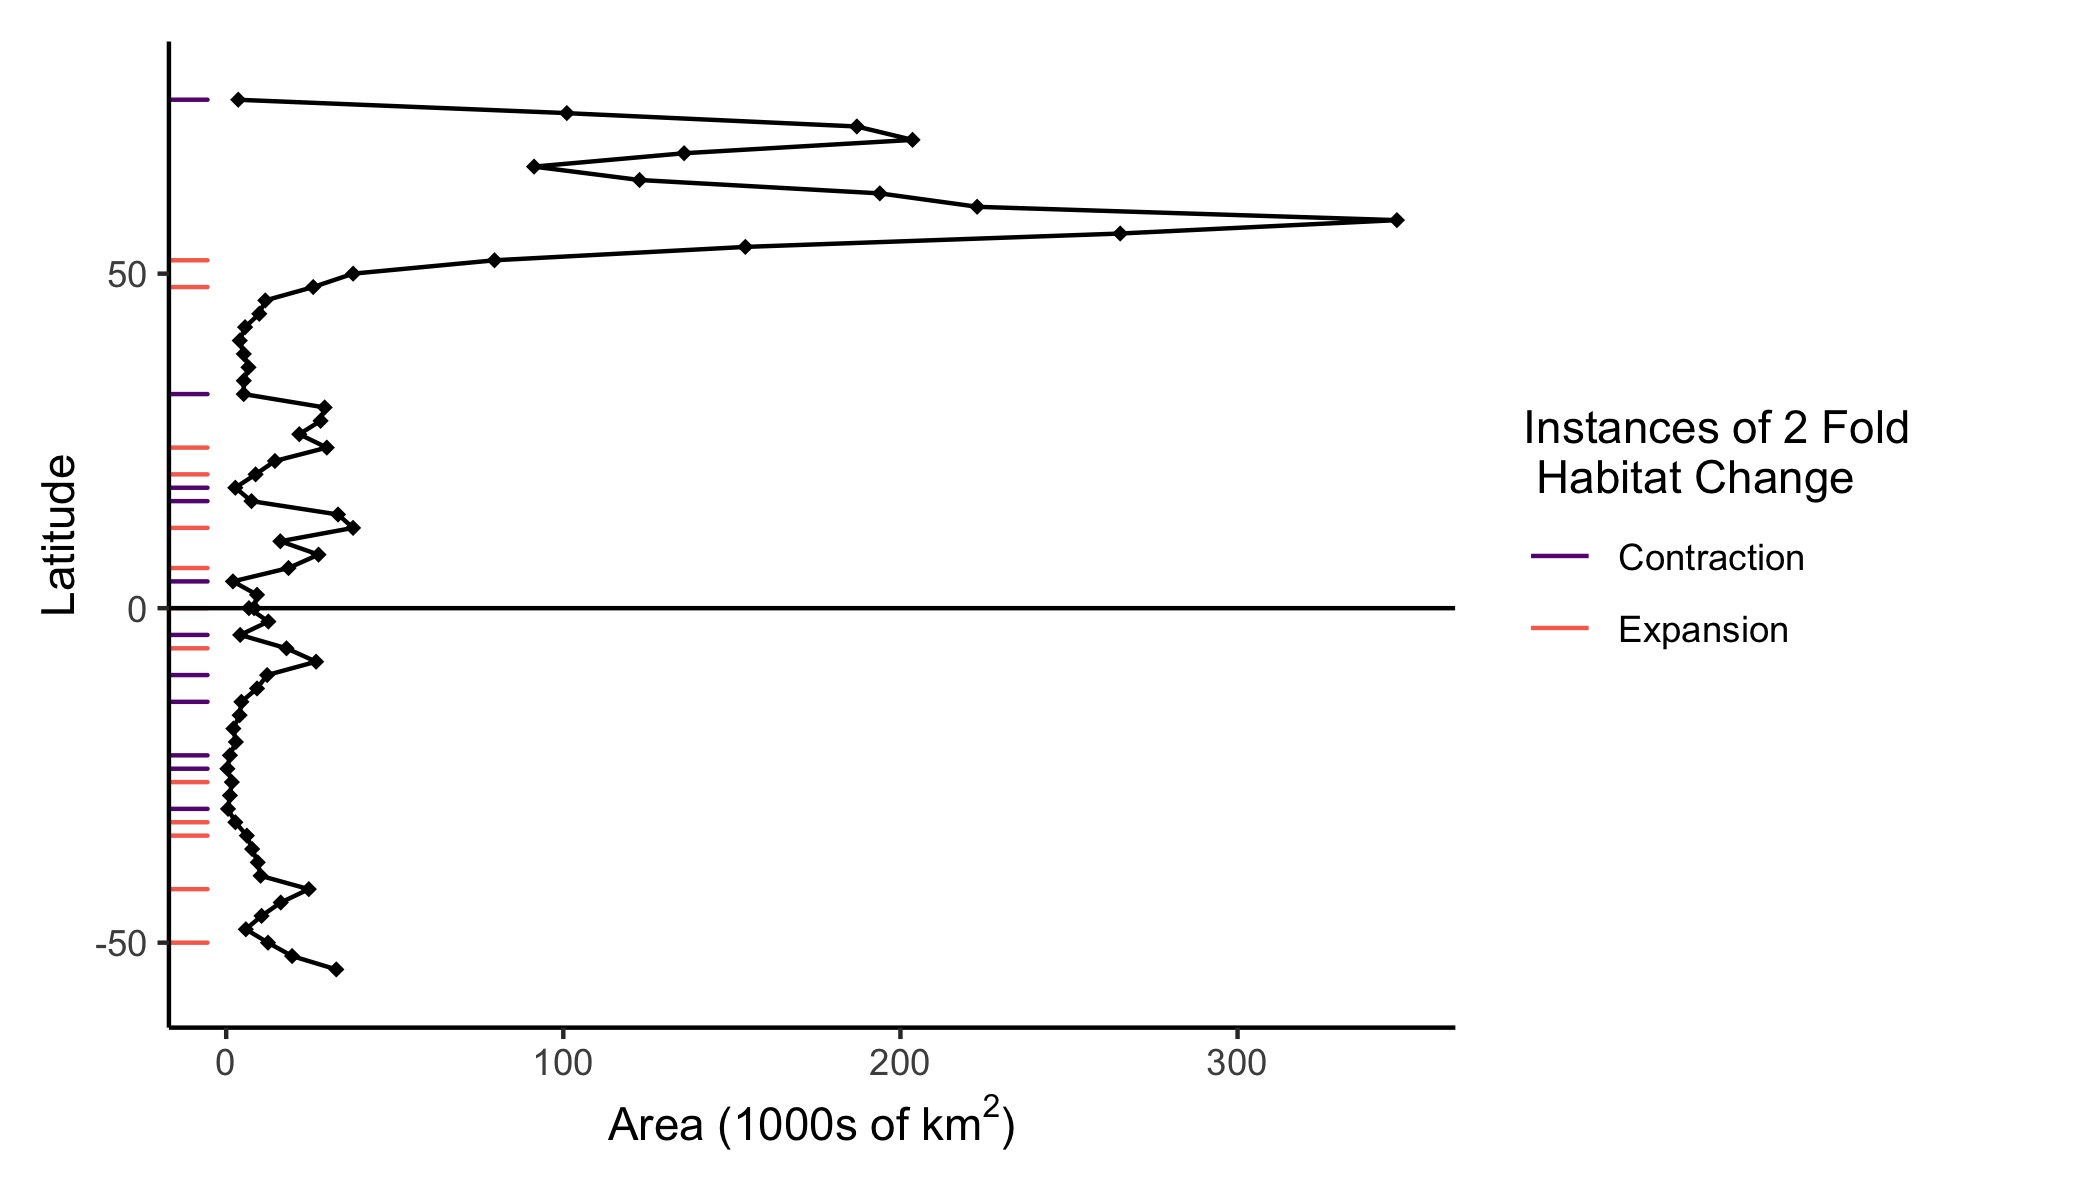 50
0
-50
Latitude
0 100 200 300
Area (1000s of km²)
Instances of 2 Fold
Habitat Change
Contraction
Expansion